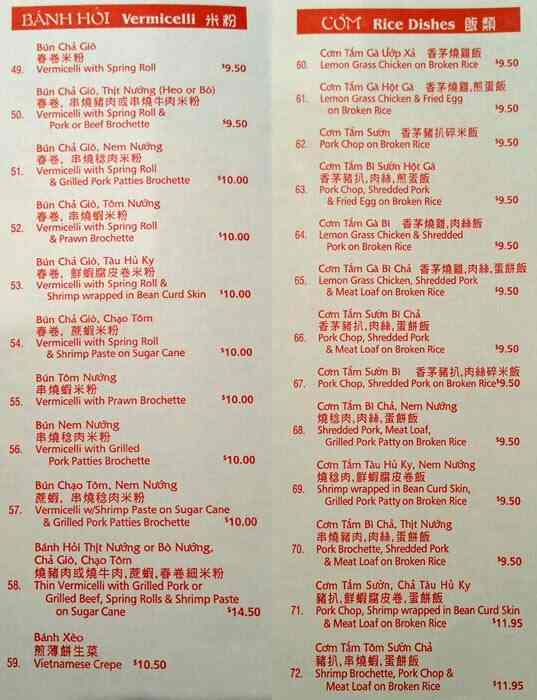 BÁNH HỎI Vermicelli 米粉
Bún Chả Giò
春卷米粉
49. Vermicelli with Spring Roll $9.50
Bún Chả Giò, Thịt Nướng (Heo or Bò)
春卷, 串燒豬肉或串燒牛肉米粉
50. Vermicelli with Spring Roll &
Pork or Beef Brochette $9.50
Bún Chả Giò, Nem Nướng
春卷, 串燒稔肉米粉
51. Vermicelli with Spring Roll
& Grilled Pork Patties Brochette $10.00
Bún Chả Giò, Tôm Nướng
春卷, 串燒蝦米粉
52. Vermicelli with Spring Roll
& Prawn Brochette $10.00
Bún Chả Giò, Tàu Hủ Ky
春卷, 鮮蝦腐皮卷米粉
53. Vermicelli with Spring Roll &
Shrimp wrapped in Bean Curd Skin $10.00
Bún Chả Giò, Chạo Tôm
春卷, 蔗蝦米粉
54. Vermicelli with Spring Roll
& Shrimp Paste on Sugar Cane $10.00
Bún Tôm Nướng
串燒蝦米粉
55. Vermicelli with Prawn Brochette $10.00
Bún Nem Nướng
串燒稔肉米粉
56. Vermicelli with Grilled
Pork Patties Brochette $10.00
Bún Chạo Tôm, Nem Nướng
蔗蝦, 串燒稔肉米粉
57. Vermicelli w/Shrimp Paste on Sugar Cane
& Grilled Pork Patties Brochette $10.00
Bánh Hỏi Thịt Nướng or Bò Nướng,
Chả Giò, Chạo Tôm
燒豬肉或燒牛肉,蔗蝦,春卷細米粉
58. Thin Vermicelli with Grilled Pork or
Grilled Beef, Spring Rolls & Shrimp Paste
on Sugar Cane $14.50
Bánh Xèo
煎薄餅生菜
59. Vietnamese Crepe $10.50
CƠM Rice Dishes 飯類
Cơm Tấm Gà Ướp Xả 香茅燒雞飯
60. Lemon Grass Chicken on Broken Rice $9.50
Cơm Tấm Gà Hột Gà 香茅燒雞,煎蛋飯
61. Lemon Grass Chicken & Fried Egg
on Broken Rice $9.50
Cơm Tấm Sườn 香茅豬扒碎米飯
62. Pork Chop on Broken Rice $9.50
Cơm Tấm Bì Sườn Hột Gà
香茅豬扒,肉絲,煎蛋飯
63. Pork Chop, Shredded Pork
& Fried Egg on Broken Rice $9.50
Cơm Tấm Gà Bì 香茅燒雞,肉絲飯
64. Lemon Grass Chicken & Shredded
Pork on Broken Rice $9.50
Cơm Tấm Gà Bì Chả 香茅燒雞,肉絲,蛋餅飯
65. Lemon Grass Chicken, Shredded Pork
& Meat Loaf on Broken Rice $9.50
Cơm Tấm Sườn Bì Chả
香茅豬扒,肉絲,蛋餅飯
66. Pork Chop, Shredded Pork
& Meat Loaf on Broken Rice $9.50
Cơm Tấm Sườn Bì 香茅豬扒,肉絲碎米飯
67. Pork Chop, Shredded Pork on Broken Rice $9.50
Cơm Tấm Bì Chả, Nem Nướng
燒稔肉,肉絲,蛋餅飯
68. Shredded Pork, Meat Loaf,
Grilled Pork Patty on Broken Rice $9.50
Cơm Tấm Tàu Hủ Ky, Nem Nướng
燒稔肉,鮮蝦腐皮卷飯
69. Shrimp wrapped in Bean Curd Skin,
Grilled Pork Patty on Broken Rice $9.50
Cơm Tấm Bì Chả, Thịt Nướng
串燒豬肉,肉絲,蛋餅飯
70. Pork Brochette, Shredded Pork
& Meat Loaf on Broken Rice $9.50
Cơm Tấm Sườn, Chả Tàu Hủ Ky
豬扒,鮮蝦腐皮卷,蛋餅飯
71. Pork Chop, Shrimp wrapped in Bean Curd Skin
& Meat Loaf on Broken Rice $11.95
Cơm Tấm Tôm Sườn Chả
豬扒,串燒蝦,蛋餅飯
72. Shrimp Brochette, Pork Chop &
Meat Loaf on Broken Rice $11.95